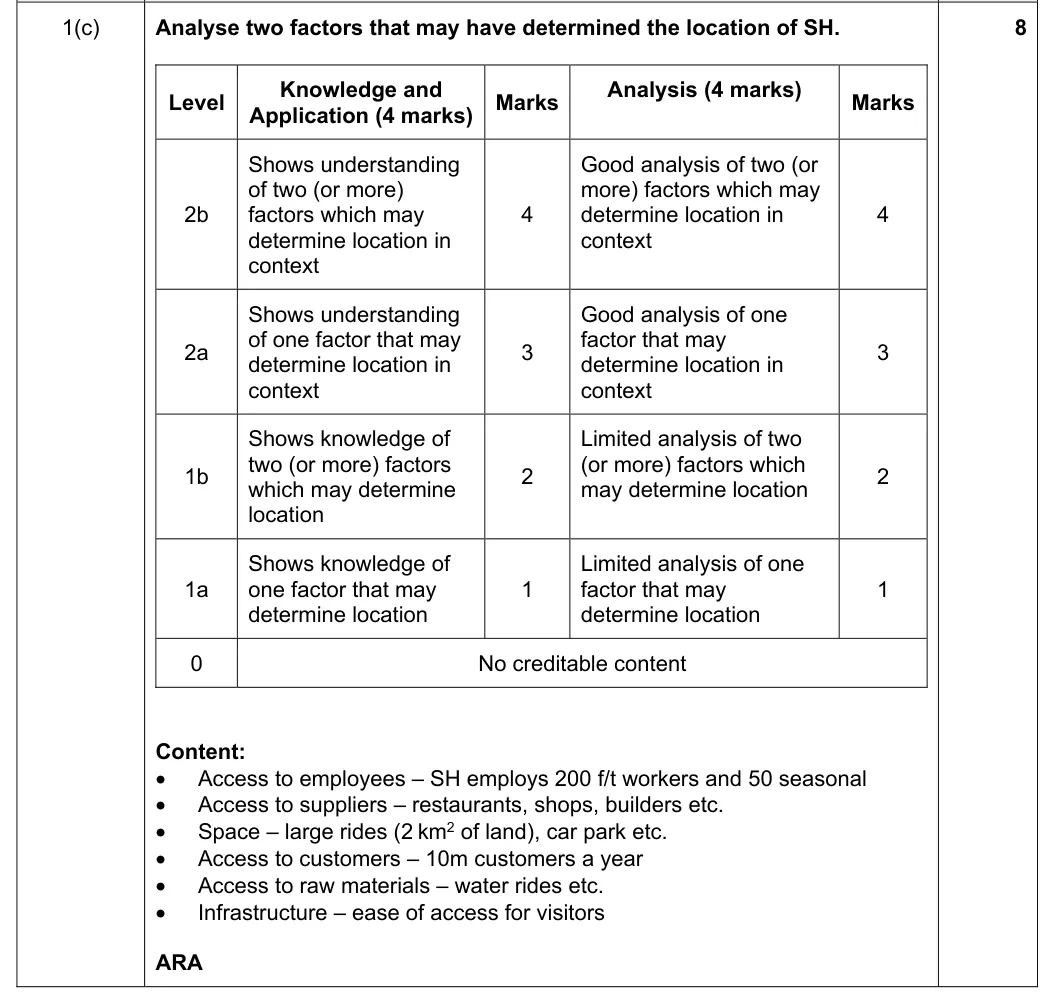 1(c)
Analyse two factors that may have determined the location of SH.
8
Level
Knowledge and
Application (4 marks)
Marks
Analysis (4 marks)
Marks
2b
Shows understanding
of two (or more)
factors which may
determine location in
context
4
Good analysis of two (or
more) factors which may
determine location in
context
4
2a
Shows understanding
of one factor that may
determine location in
context
3
Good analysis of one
factor that may
determine location in
context
3
1b
Shows knowledge of
two (or more) factors
which may determine
location
2
Limited analysis of two
(or more) factors which
may determine location
2
1a
Shows knowledge of
one factor that may
determine location
1
Limited analysis of one
factor that may
determine location
1
0
No creditable content
Content:
• Access to employees – SH employs 200 f/t workers and 50 seasonal
• Access to suppliers – restaurants, shops, builders etc.
• Space – large rides (2 km² of land), car park etc.
• Access to customers – 10m customers a year
• Access to raw materials – water rides etc.
• Infrastructure – ease of access for visitors
ARA